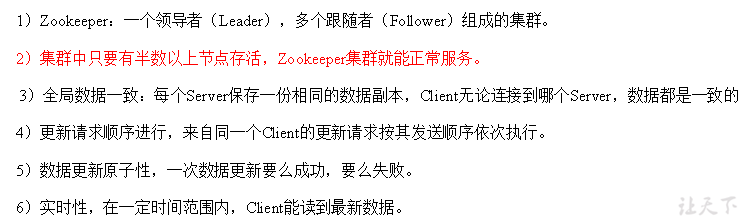 1）Zookeeper：一个领导者（Leader），多个跟随者（Follower）组成的集群。
2）集群中只要有半数以上节点存活，Zookeeper集群就能正常服务。
3）全局数据一致：每个Server保存一份相同的数据副本，Client无论连接到哪个Server，数据都是一致的
4）更新请求顺序进行，来自同一个Client的更新请求按其发送顺序依次执行。
5）数据更新原子性，一次数据更新要么成功，要么失败。
6）实时性，在一定时间范围内，Client能读到最新数据。
让天下